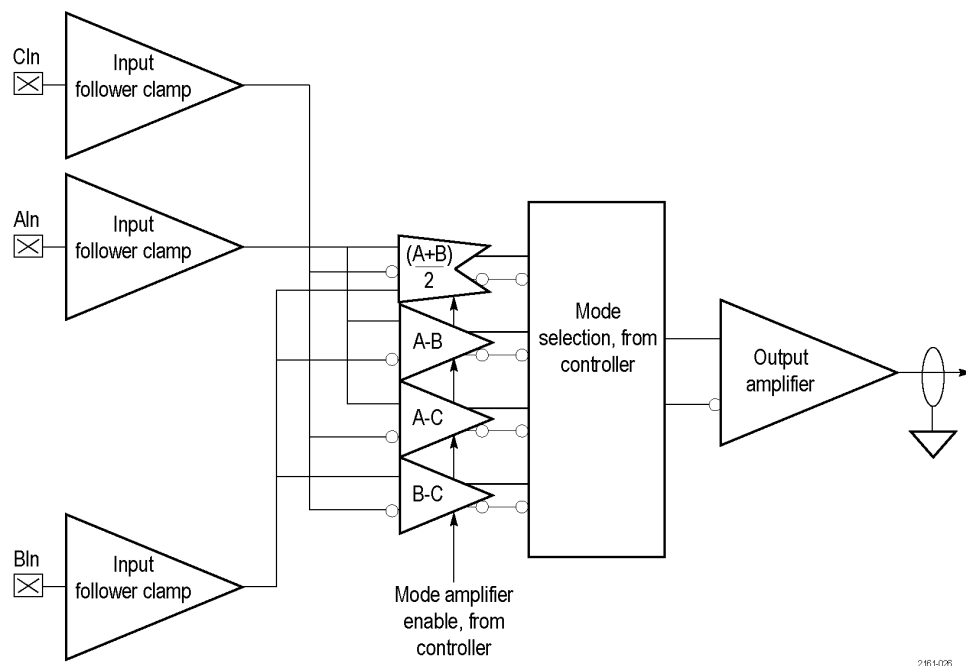 CIn
Input
follower clamp
AIn
Input
follower clamp
(A+B)
2
A-B
A-C
B-C
Mode
selection, from
controller
Output
amplifier
BIn
Input
follower clamp
Mode amplifier
enable, from
controller
2161-026